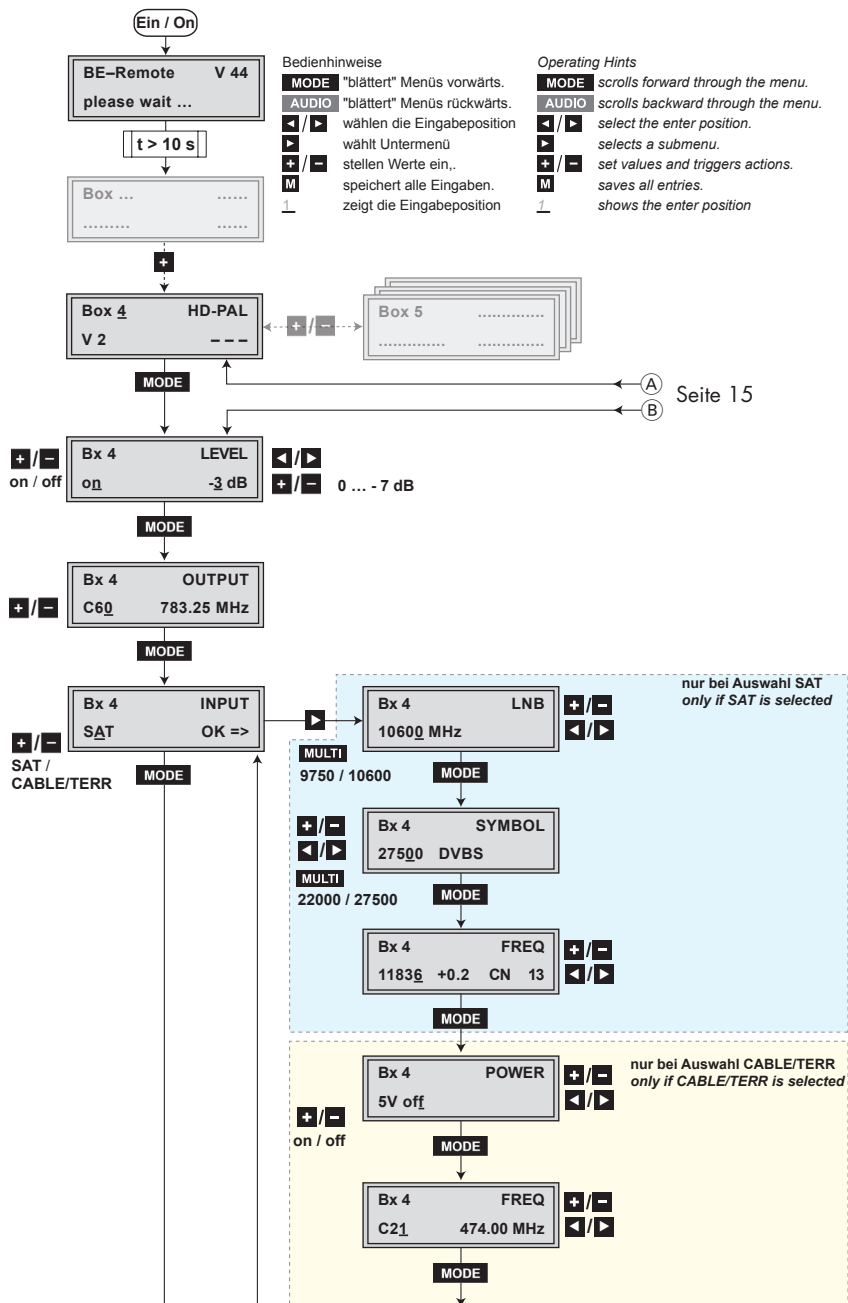 Ein / On
BE–Remote V 44
please wait ...
t > 10 s
Box ... ......
......... ......
+
Bedienhinweise
MODE "blättert" Menüs vorwärts.
AUDIO "blättert" Menüs rückwärts.
◄ / ► wählen die Eingabeposition
► wählt Untermenü
+ / – stellen Werte ein,.
M speichert alle Eingaben.
1 zeigt die Eingabeposition
Operating Hints
MODE scrolls forward through the menu.
AUDIO scrolls backward through the menu.
◄ / ► select the enter position.
► selects a submenu.
+ / – set values and triggers actions.
M saves all entries.
1 shows the enter position
Box 4 HD-PAL
V 2 – – –
+ / –
Box 5 ..............
.............. ..............
MODE
A
B
Seite 15
+ / –
on / off
Bx 4 LEVEL
on -3 dB
◄ / ►
+ / – 0 ... - 7 dB
MODE
+ / –
Bx 4 OUTPUT
C60 783.25 MHz
MODE
+ / –
SAT /
CABLE/TERR
Bx 4 INPUT
SAT OK =>
MODE
►
nur bei Auswahl SAT
only if SAT is selected
Bx 4 LNB
10600 MHz
+ / –
◄ / ►
MULTI
9750 / 10600
MODE
+ / –
◄ / ►
Bx 4 SYMBOL
27500 DVBS
MULTI
22000 / 27500
MODE
Bx 4 FREQ
11836 +0.2 CN 13
+ / –
◄ / ►
MODE
nur bei Auswahl CABLE/TERR
only if CABLE/TERR is selected
Bx 4 POWER
5V off
+ / –
◄ / ►
+ / –
on / off
MODE
Bx 4 FREQ
C21 474.00 MHz
+ / –
◄ / ►
MODE